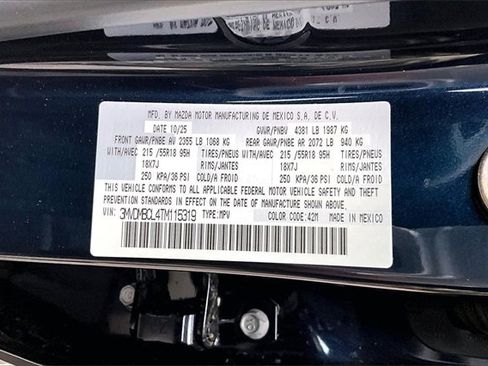 MFD. BY MAZDA MOTOR MANUFACTURING DE MEXICO S.A. DE C.V.
DATE 10/25 GVWR/PNBV 4381 LB 1987 KG
FRONT GAWR/PNBE AV 2355 LB 1068 KG REAR GAWR/PNBE AR 2072 LB 940 KG
WITH/AVEC 215/55R18 95H TIRES/PNEUS WITH/AVEC 215/55R18 95H TIRES/PNEUS
18X7J RIMS/JANTES 18X7J RIMS/JANTES
250 KPA/36 PSI COLD/A FROID 250 KPA/36 PSI COLD/A FROID
THIS VEHICLE CONFORMS TO ALL APPLICABLE FEDERAL MOTOR VEHICLE SAFETY, BUMPER, AND THEFT
PREVENTION STANDARDS IN EFFECT ON THE DATE OF MANUFACTURE SHOWN ABOVE.
VIN: 3MVDMBCL4TM115319 TYPE:MPV COLOR CODE:42M MADE IN MEXICO